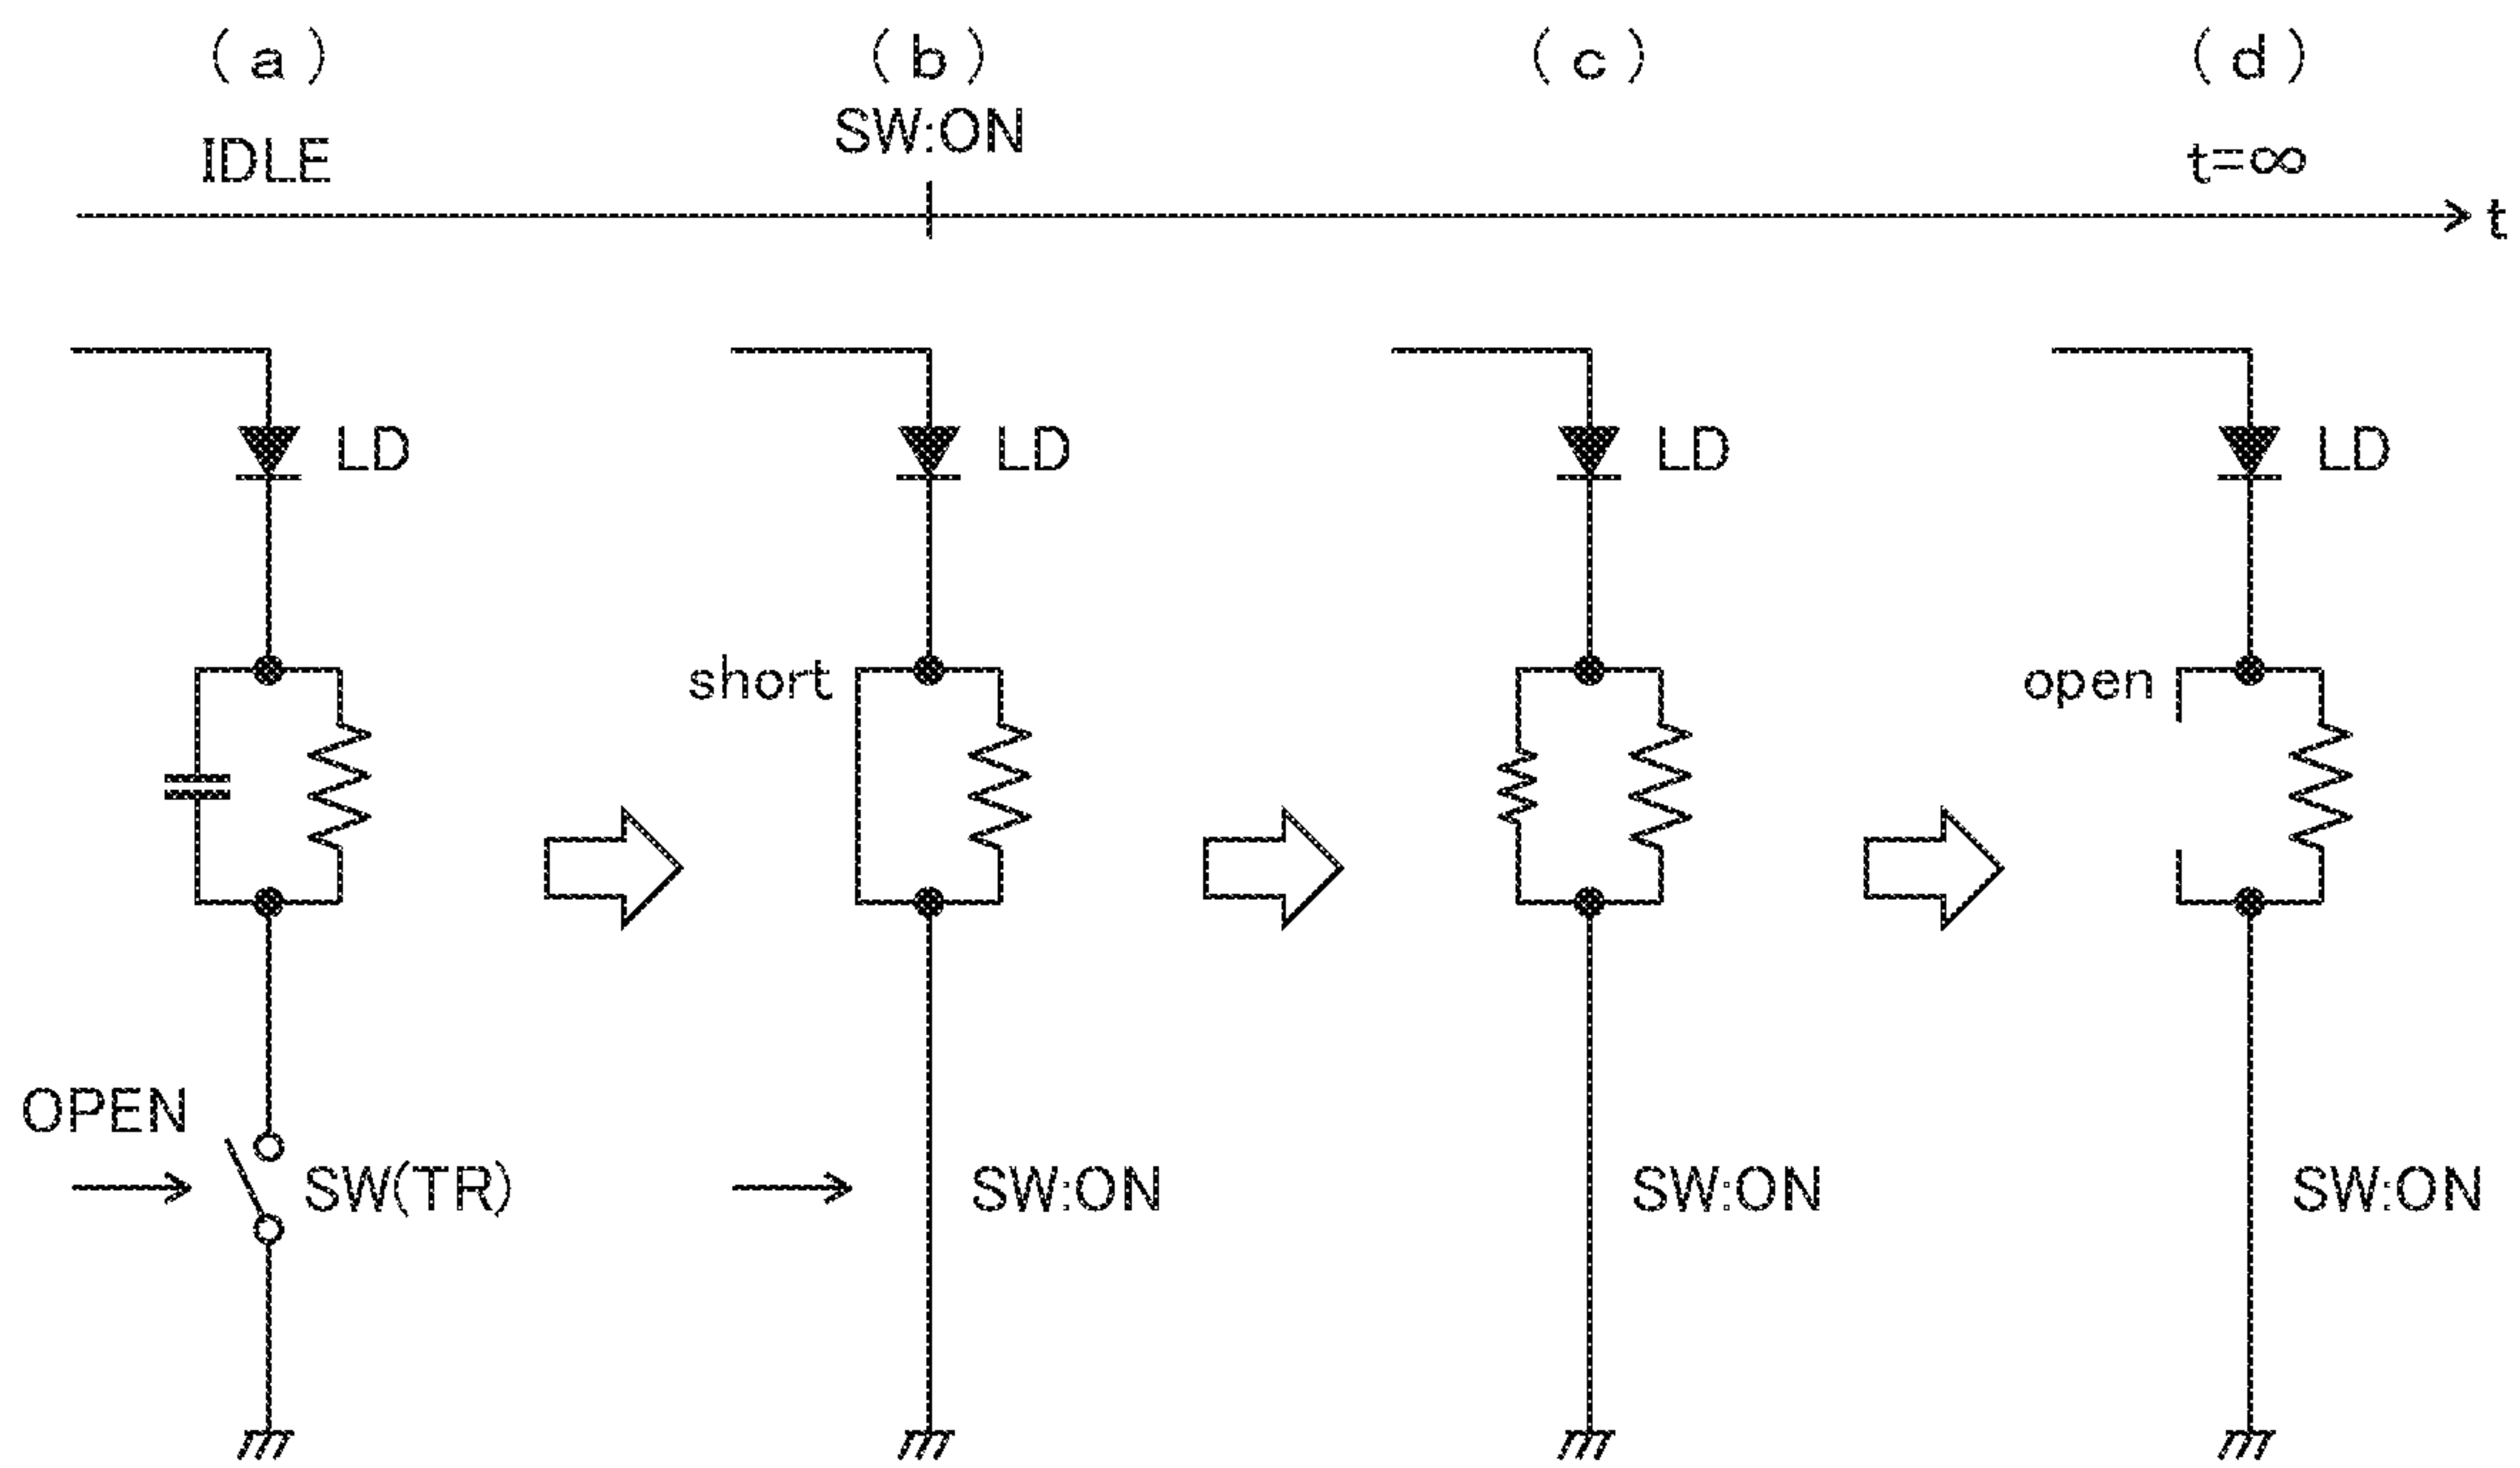 (a) (b) (c) (d)
IDLE SW:ON t=∞
t
LD LD LD LD
short open
OPEN
SW(TR) SW:ON SW:ON SW:ON